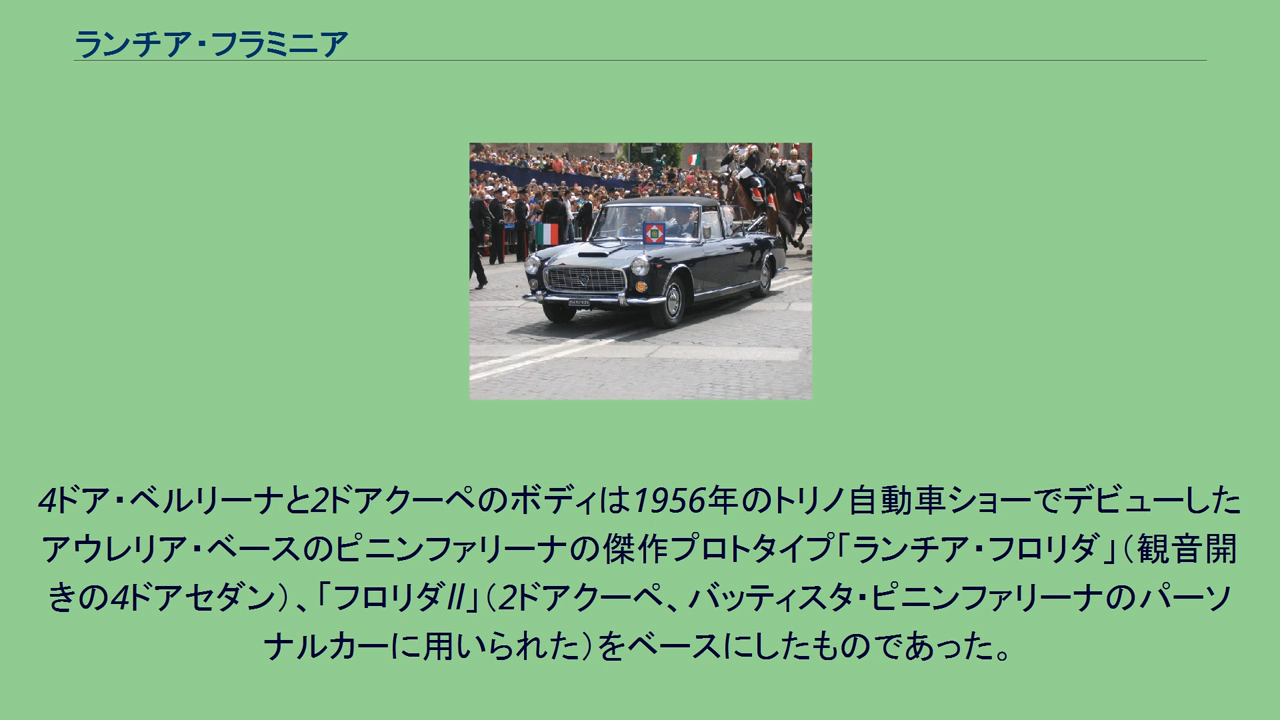 ランチア・フラミニア
4ドア・ベルリーナと2ドアクーペのボディは1956年のトリノ自動車ショーでデビューした
アウレリア・ベースのピニンファリーナの傑作プロトタイプ「ランチア・フロリダ」（観音開
きの4ドアセダン）、「フロリダII」（2ドアクーペ、バッティスタ・ピニンファリーナのパーソ
ナルカーに用いられた）をベースにしたものであった。